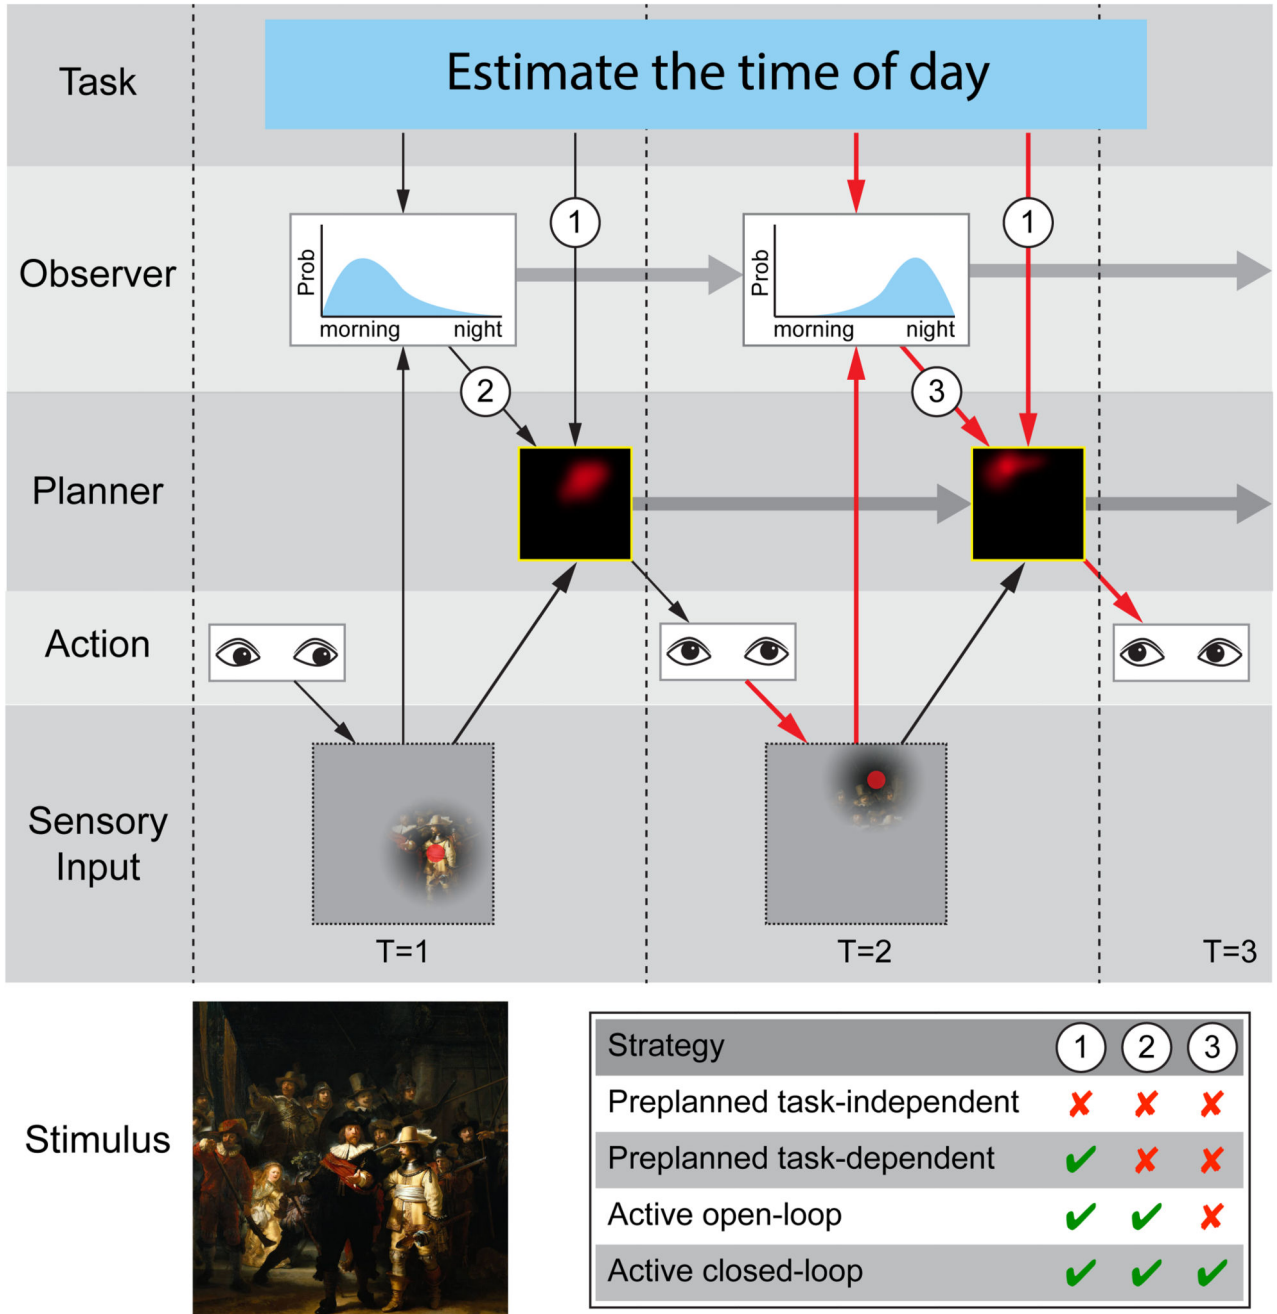 Task
Estimate the time of day
Observer
Prob
morning night
1
Prob
morning night
1
2
3
Planner
Action
Sensory
Input
T=1
T=2
T=3
Stimulus
Strategy 1 2 3
Preplanned task-independent ✘ ✘ ✘
Preplanned task-dependent ✔ ✘ ✘
Active open-loop ✔ ✔ ✘
Active closed-loop ✔ ✔ ✔